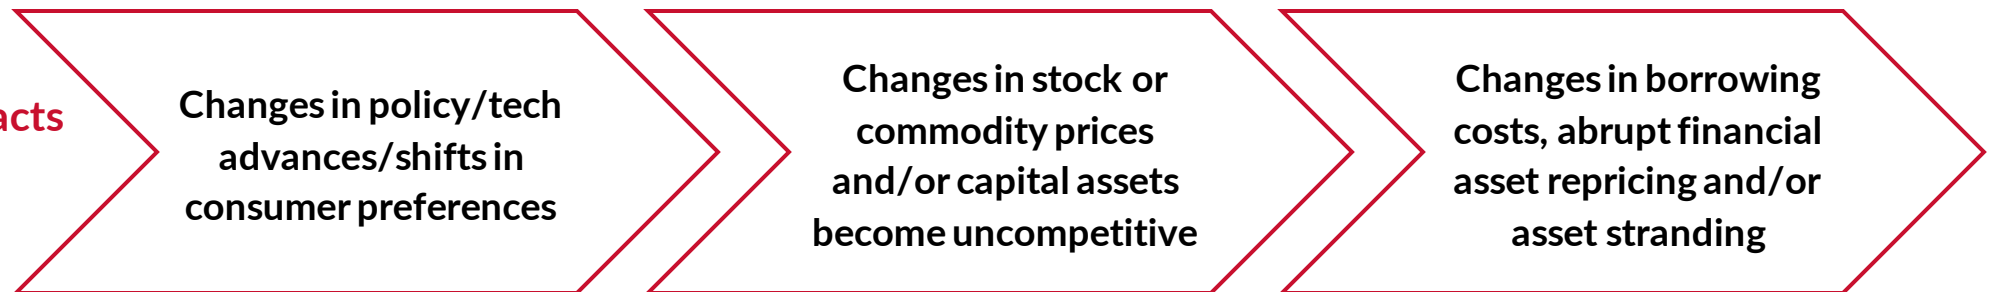 acts
Changes in policy/tech
advances/shifts in
consumer preferences
Changes in stock or
commodity prices
and/or capital assets
become uncompetitive
Changes in borrowing
costs, abrupt financial
asset repricing and/or
asset stranding